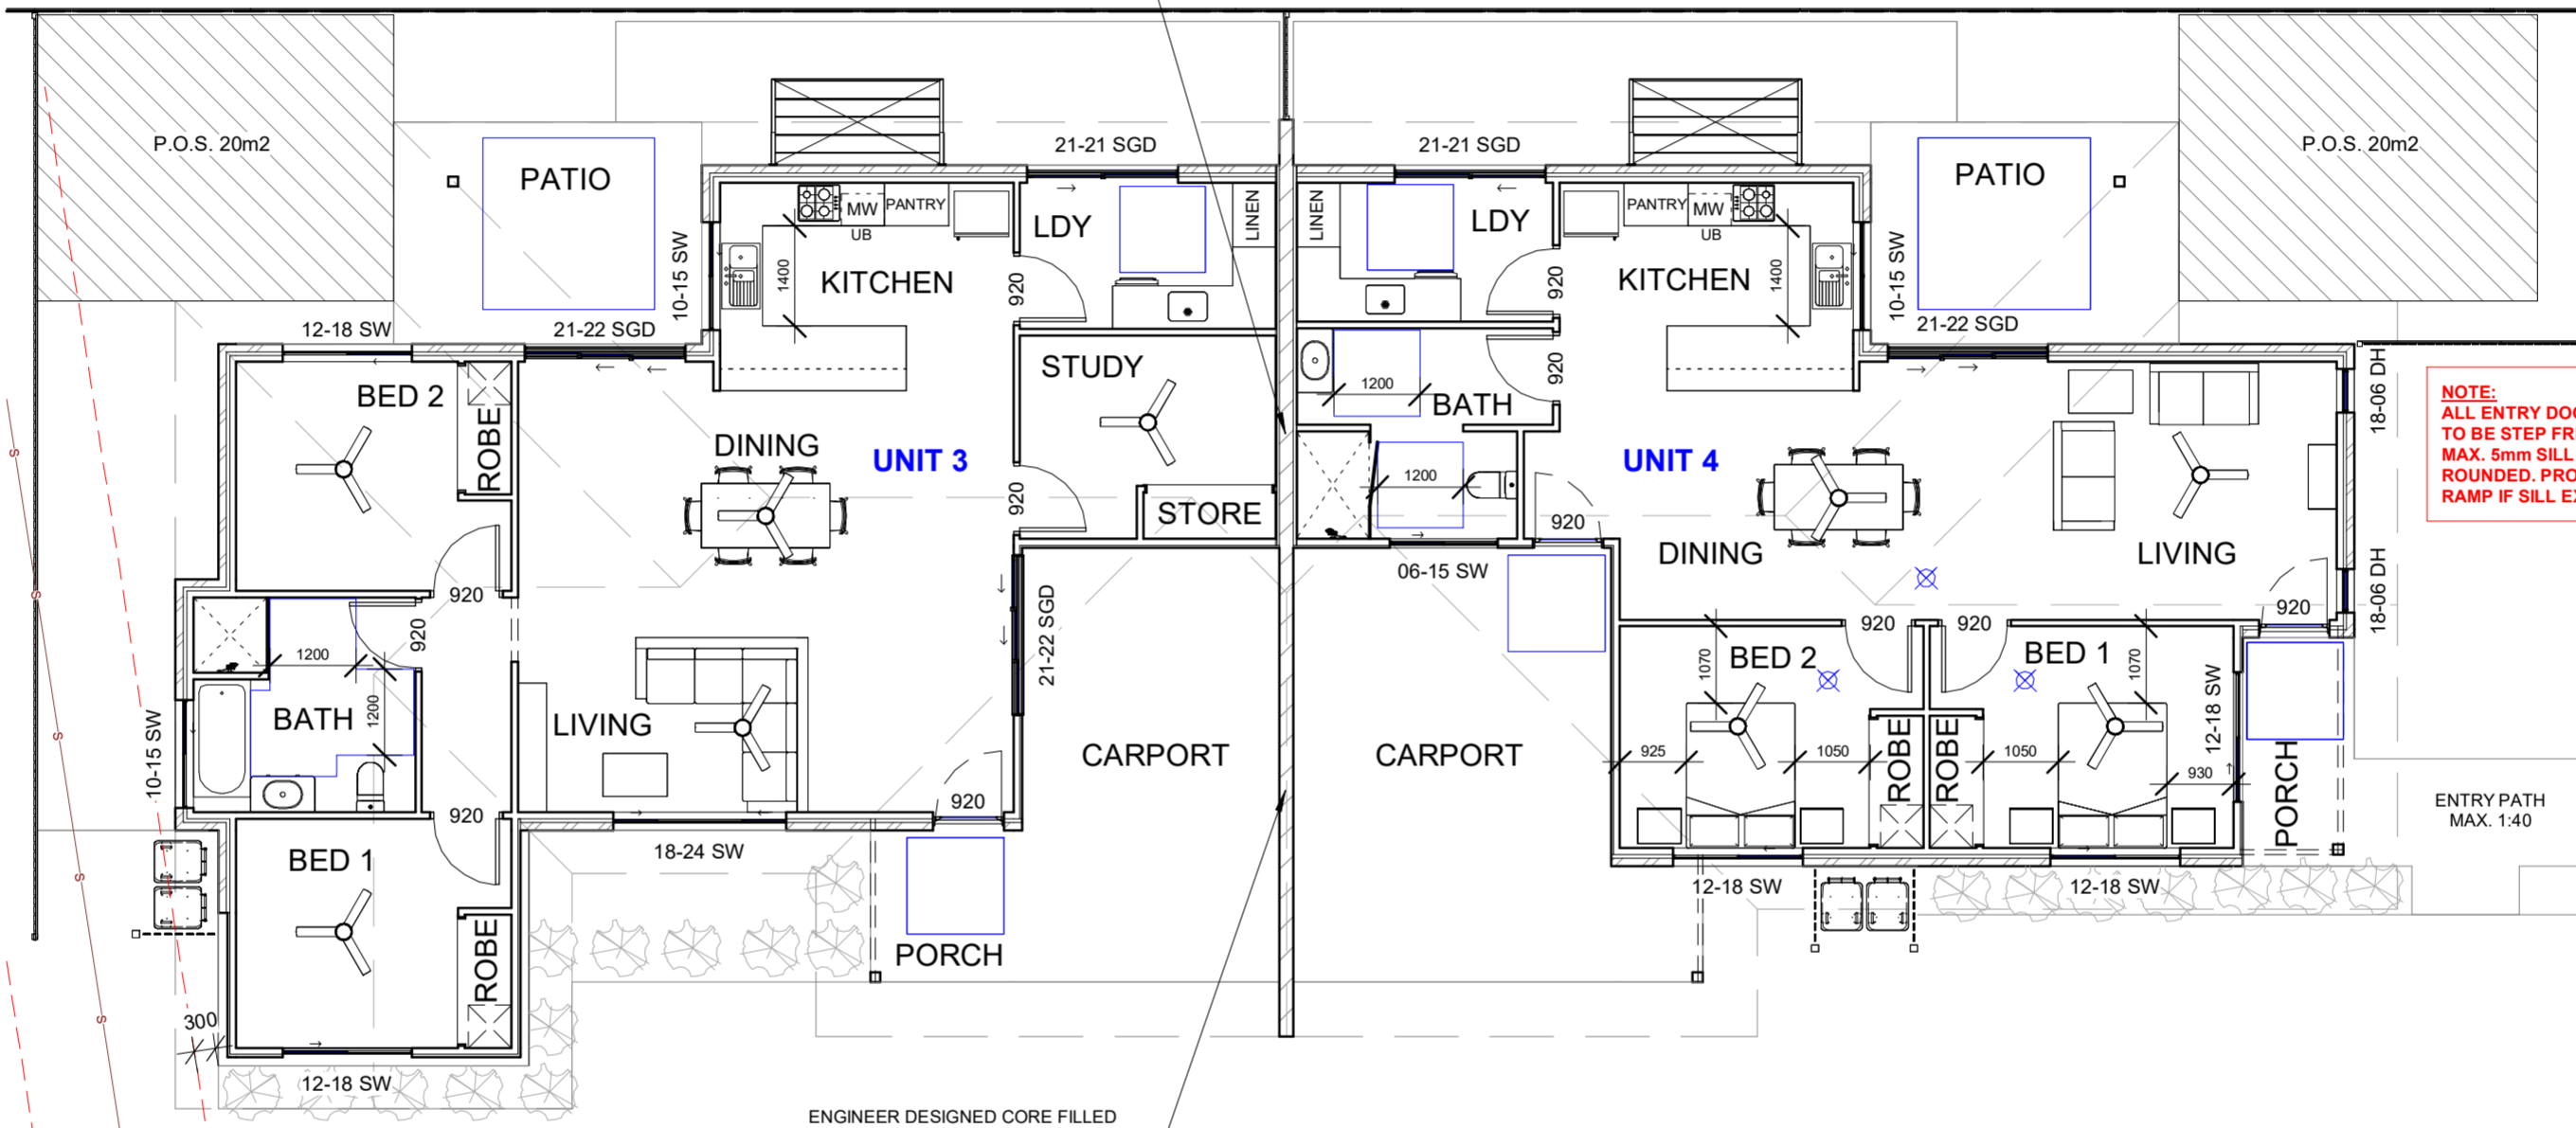 P.O.S. 20m2
PATIO
21-21 SGD
21-21 SGD
PATIO
P.O.S. 20m2
MW
PANTRY
UB
LDY
LINEN
LINEN
LDY
PANTRY
MW
UB
10-15 SW
1400
KITCHEN
920
920
KITCHEN
1400
10-15 SW
12-18 SW
21-22 SGD
21-22 SGD
BED 2
ROBE
STUDY
920
1200
BATH
18-06 DH
NOTE:
ALL ENTRY DOO
TO BE STEP FR
MAX. 5mm SILL
ROUNDED. PRO
RAMP IF SILL EX
DINING
UNIT 3
UNIT 4
920
STORE
1200
920
DINING
LIVING
06-15 SW
920
920
21-22 SGD
920
920
920
18-06 DH
1200
1200
BATH
10-15 SW
LIVING
CARPORT
CARPORT
1070
BED 2
BED 1
1070
12-18 SW
925
1050
ROBE
ROBE
1050
930
PORCH
920
920
18-24 SW
ENTRY PATH
MAX. 1:40
BED 1
12-18 SW
12-18 SW
ROBE
PORCH
300
12-18 SW
S
S
S
S
S
ENGINEER DESIGNED CORE FILLED